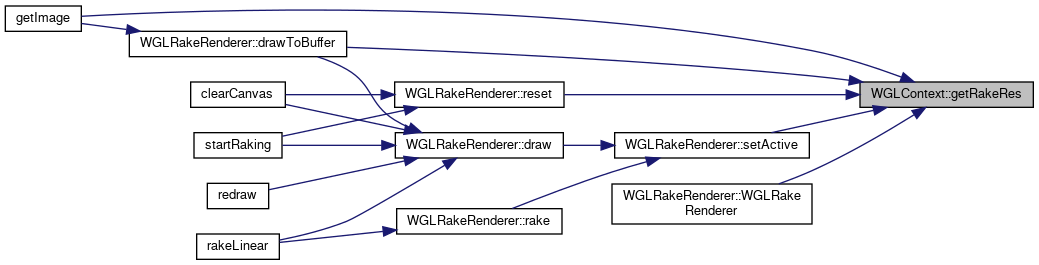 getImage
WGLRakeRenderer::drawToBuffer
clearCanvas
WGLRakeRenderer::reset
WGLContext::getRakeRes
startRaking
WGLRakeRenderer::draw
WGLRakeRenderer::setActive
redraw
WGLRakeRenderer::WGLRake
Renderer
WGLRakeRenderer::rake
rakeLinear